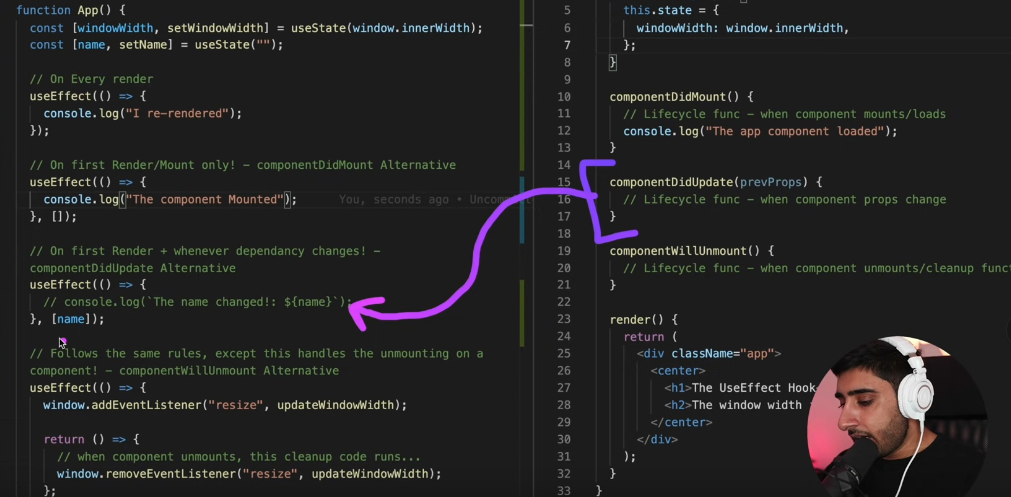 function App() {
const [windowWidth, setWindowWidth] = useState(window.innerWidth);
const [name, setName] = useState("");
// On Every render
useEffect(() => {
console.log("I re-rendered");
});
// On first Render/Mount only! – componentDidMount Alternative
useEffect(() => {
console.log("The component Mounted");    You, seconds ago • Uncomm
}, []);
// On first Render + whenever dependancy changes! –
componentDidUpdate Alternative
useEffect(() => {
// console.log(`The name changed!: ${name}`);
}, [name]);
// Follows the same rules, except this handles the unmounting on a
component! – componentWillUnmount Alternative
useEffect(() => {
window.addEventListener("resize", updateWindowWidth);
return () => {
// when component unmounts, this cleanup code runs...
window.removeEventListener("resize", updateWindowWidth);
};
5 this.state = {
6 windowWidth: window.innerWidth,
7 };
8 }
9
10 componentDidMount() {
11 // Lifecycle func – when component mounts/loads
12 console.log("The app component loaded");
13 }
14
15 componentDidUpdate(prevProps) {
16 // Lifecycle func – when component props change
17 }
18
19 componentWillUnmount() {
20 // Lifecycle func – when component unmounts/cleanup func
21 }
22
23 render() {
24 return (
25 <div className="app">
26 <center>
27 <h1>The UseEffect Hook
28 <h2>The window width
29 </center>
30 </div>
31 );
32 }
33 }